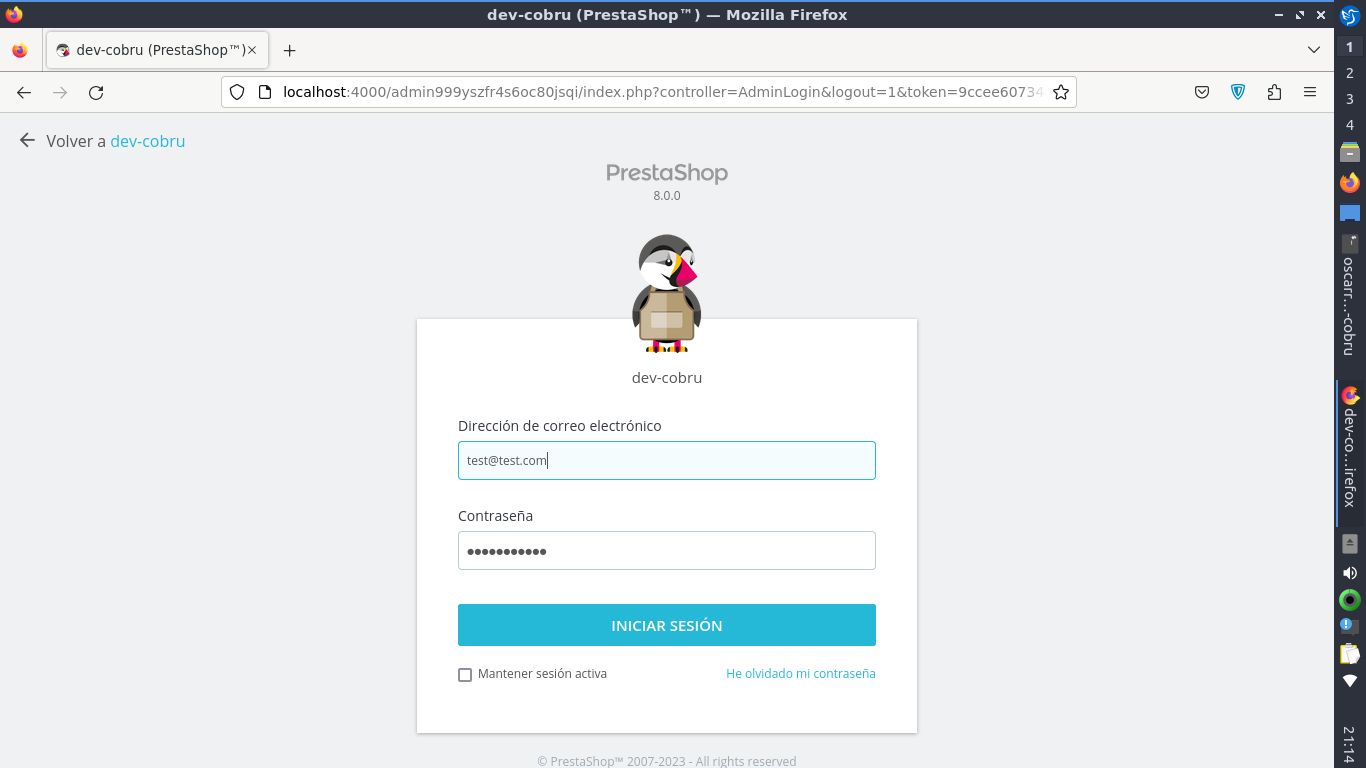 dev-cobru (PrestaShop™) — Mozilla Firefox
dev-cobru (PrestaShop™)
localhost:4000/admin999yszfr4s6oc80jsqi/index.php?controller=AdminLogin&logout=1&token=9ccee60734
Volver a dev-cobru
PrestaShop
8.0.0
dev-cobru
Dirección de correo electrónico
test@test.com
Contraseña
INICIAR SESIÓN
Mantener sesión activa
He olvidado mi contraseña
© PrestaShop™ 2007-2023 - All rights reserved
1
2
3
4
oscarr...-cobru
dev-co...irefox
21:14